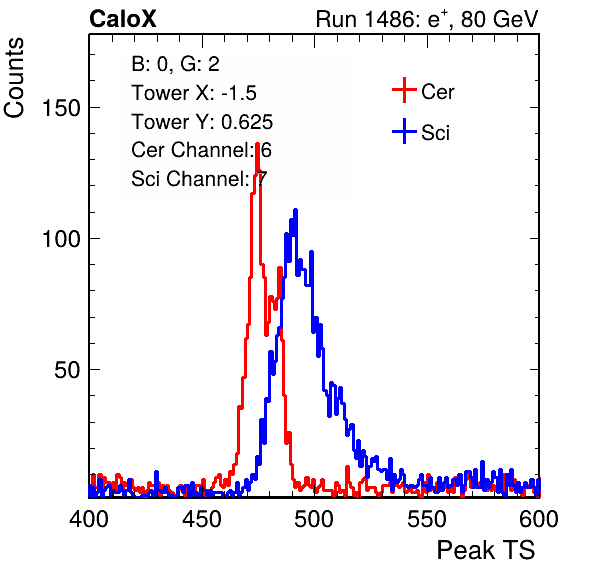 CaloX Run 1486: e⁺, 80 GeV
Counts
B: 0, G: 2
Tower X: -1.5
Tower Y: 0.625
Cer Channel: 6
Sci Channel: 7
Cer
Sci
150
100
50
400 450 500 550 600
Peak TS